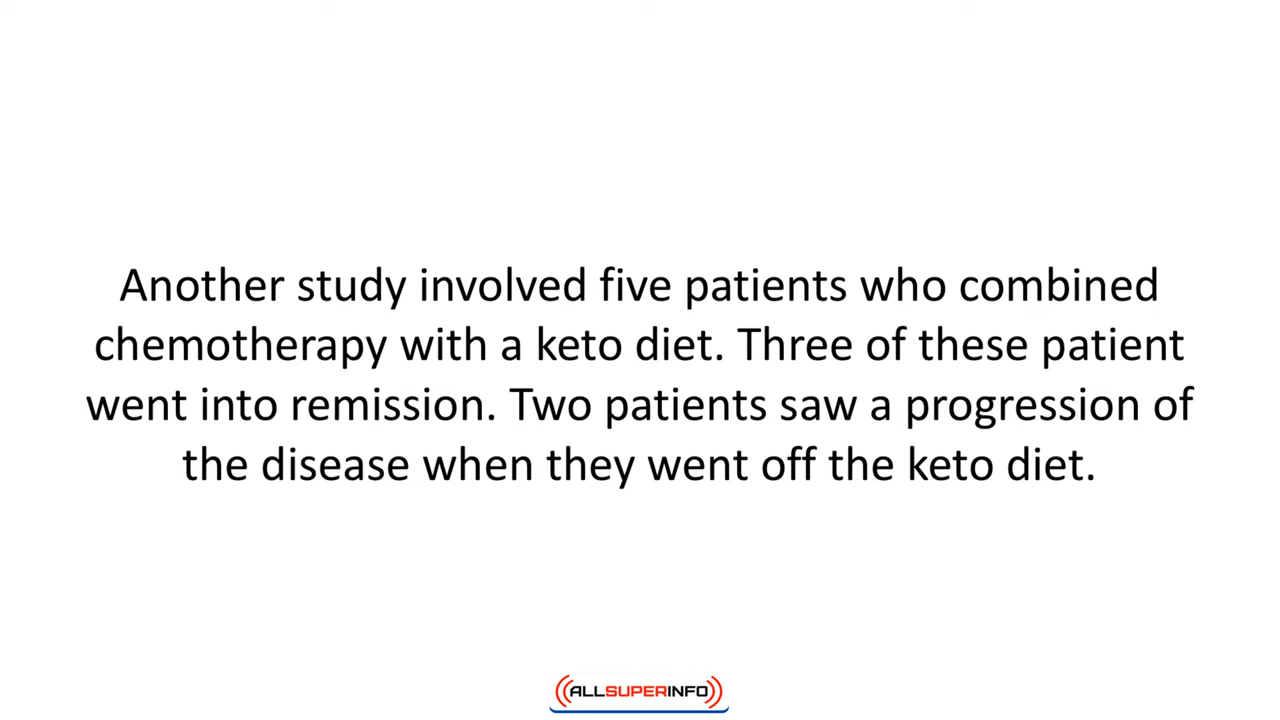 Another study involved five patients who combined
chemotherapy with a keto diet. Three of these patient
went into remission. Two patients saw a progression of
the disease when they went off the keto diet.
ALLSUPERINFO